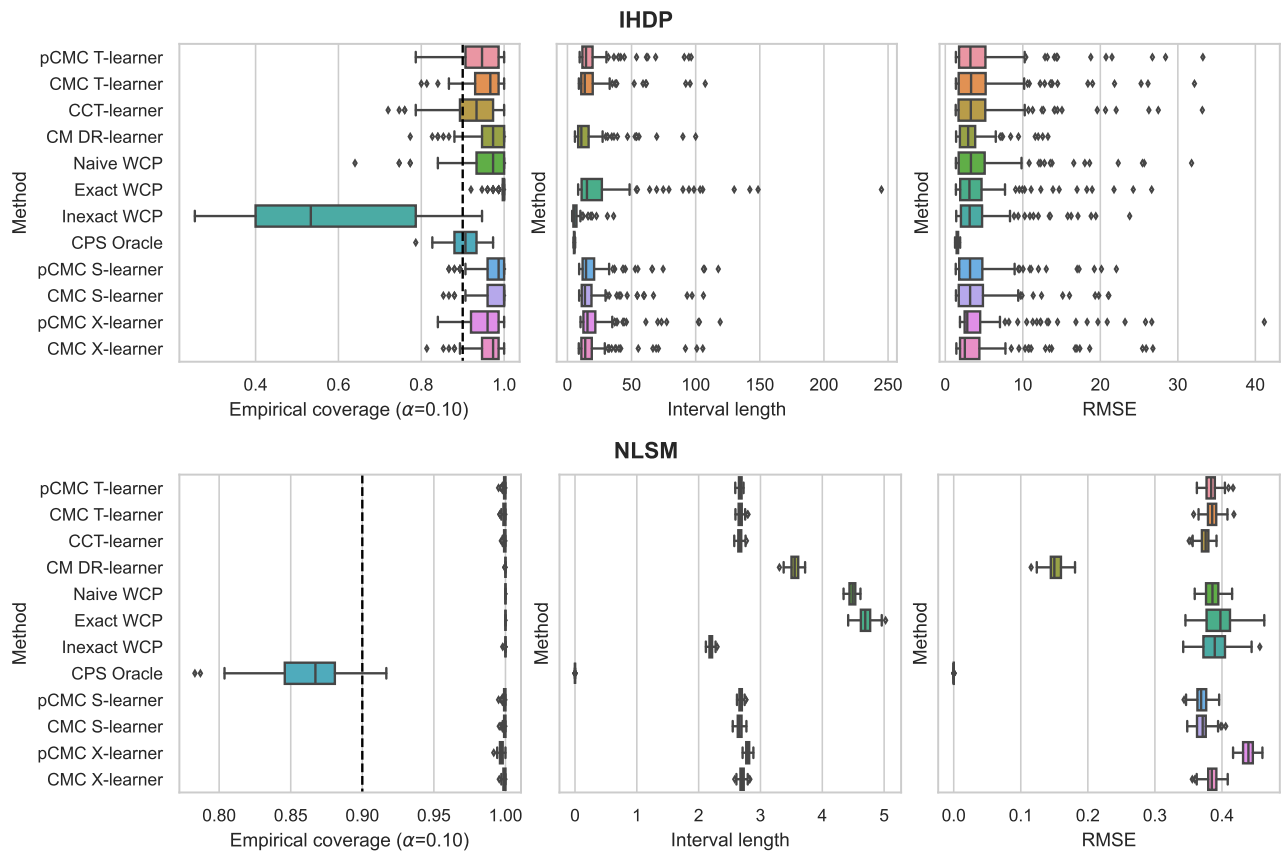 IHDP
Method
pCMC T-learner
CMC T-learner
CCT-learner
CM DR-learner
Naive WCP
Exact WCP
Inexact WCP
CPS Oracle
pCMC S-learner
CMC S-learner
pCMC X-learner
CMC X-learner
0.4 0.6 0.8 1.0
Empirical coverage (α=0.10)
Method
0 50 100 150 200 250
Interval length
Method
0 10 20 30 40
RMSE
NLSM
Method
pCMC T-learner
CMC T-learner
CCT-learner
CM DR-learner
Naive WCP
Exact WCP
Inexact WCP
CPS Oracle
pCMC S-learner
CMC S-learner
pCMC X-learner
CMC X-learner
0.80 0.85 0.90 0.95 1.00
Empirical coverage (α=0.10)
Method
0 1 2 3 4 5
Interval length
Method
0.0 0.1 0.2 0.3 0.4
RMSE